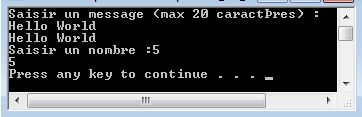 Saisir un message (max 20 caractÞres) :
Hello World
Hello World
Saisir un nombre :5
5
Press any key to continue . . . _